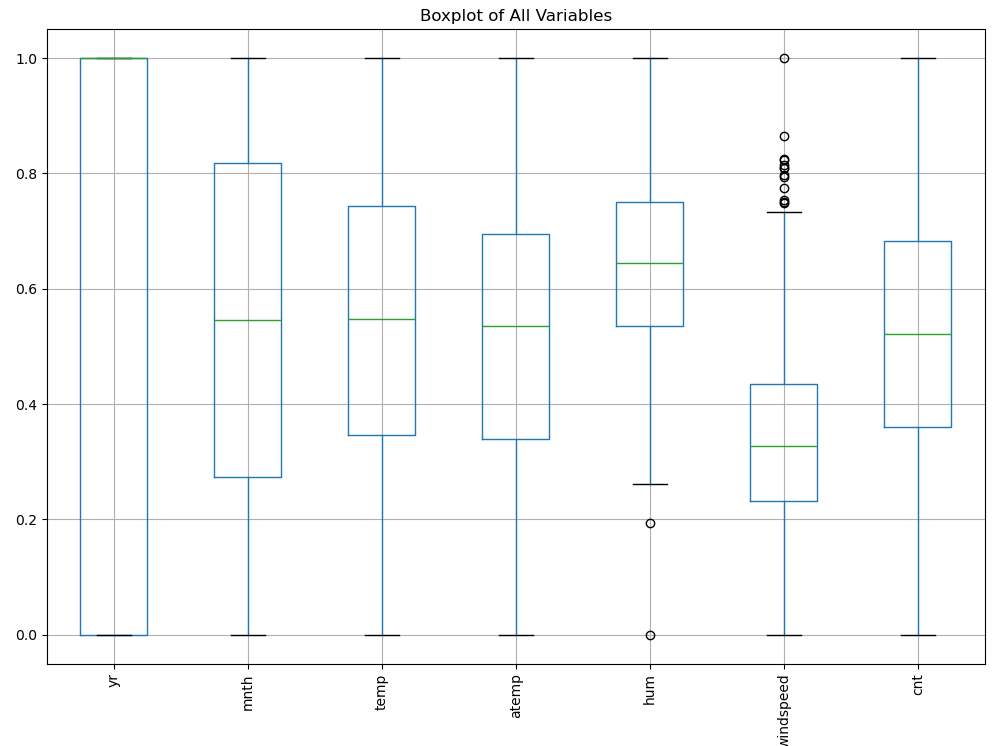 Boxplot of All Variables
1.0
0.8
0.6
0.4
0.2
0.0
yr
mnth
temp
atemp
hum
windspeed
cnt